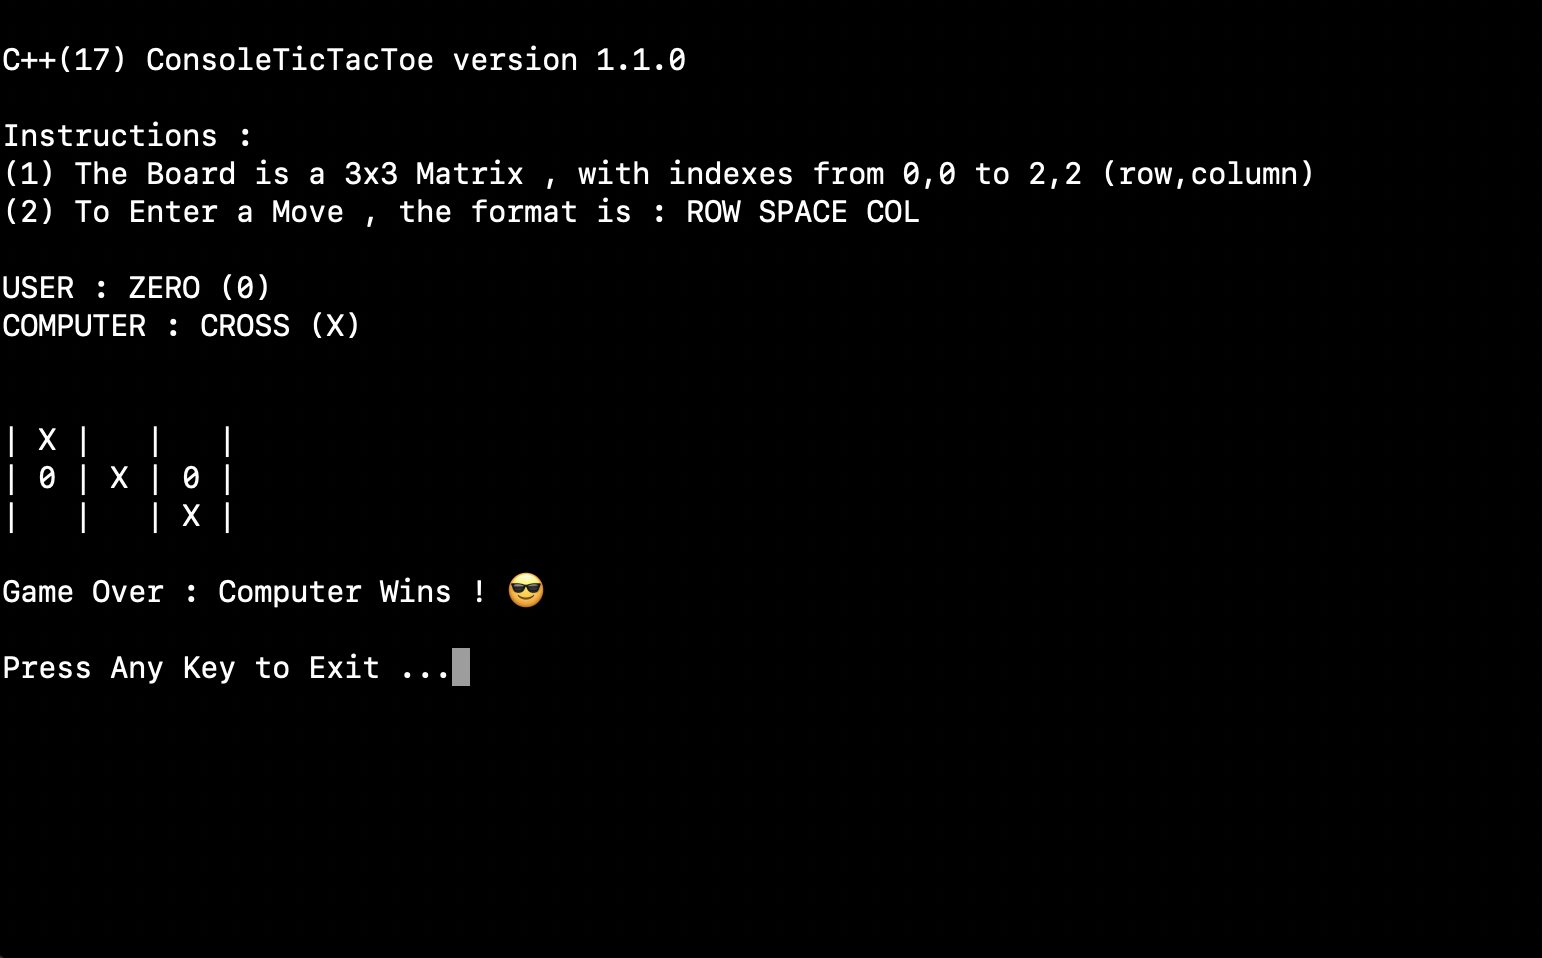 C++(17) ConsoleTicTacToe version 1.1.0
Instructions :
(1) The Board is a 3x3 Matrix , with indexes from 0,0 to 2,2 (row,column)
(2) To Enter a Move , the format is : ROW SPACE COL
USER : ZERO (0)
COMPUTER : CROSS (X)
| X |   |   |
| 0 | X | 0 |
|   |   | X |
Game Over : Computer Wins ! 😎
Press Any Key to Exit ...